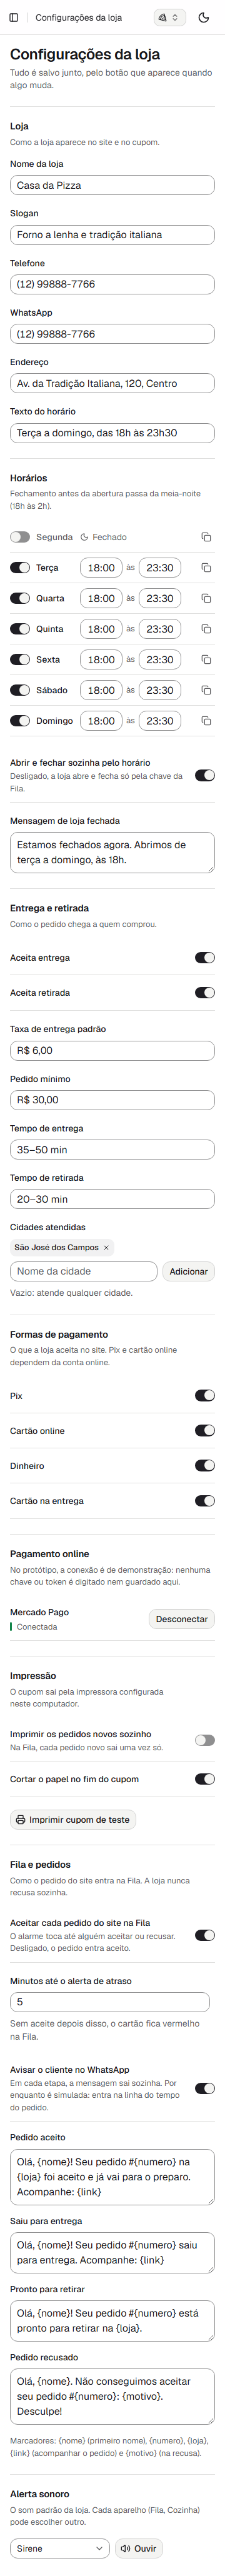 Configurações da loja
Configurações da loja
Tudo é salvo junto, pelo botão que aparece quando
algo muda.
Loja
Como a loja aparece no site e no cupom.
Nome da loja
Casa da Pizza
Slogan
Forno a lenha e tradição italiana
Telefone
(12) 99888-7766
WhatsApp
(12) 99888-7766
Endereço
Av. da Tradição Italiana, 120, Centro
Texto do horário
Terça a domingo, das 18h às 23h30
Horários
Fechamento antes da abertura passa da meia-noite
(18h às 2h).
Segunda Fechado
Terça 18:00 às 23:30
Quarta 18:00 às 23:30
Quinta 18:00 às 23:30
Sexta 18:00 às 23:30
Sábado 18:00 às 23:30
Domingo 18:00 às 23:30
Abrir e fechar sozinha pelo horário
Desligado, a loja abre e fecha só pela chave da
Fila.
Mensagem de loja fechada
Estamos fechados agora. Abrimos de
terça a domingo, às 18h.
Entrega e retirada
Como o pedido chega a quem comprou.
Aceita entrega
Aceita retirada
Taxa de entrega padrão
R$ 6,00
Pedido mínimo
R$ 30,00
Tempo de entrega
35–50 min
Tempo de retirada
20–30 min
Cidades atendidas
São José dos Campos ×
Nome da cidade Adicionar
Vazio: atende qualquer cidade.
Formas de pagamento
O que a loja aceita no site. Pix e cartão online
dependem da conta online.
Pix
Cartão online
Dinheiro
Cartão na entrega
Pagamento online
No protótipo, a conexão é de demonstração: nenhuma
chave ou token é digitado nem guardado aqui.
Mercado Pago
Conectada
Desconectar
Impressão
O cupom sai pela impressora configurada
neste computador.
Imprimir os pedidos novos sozinho
Na Fila, cada pedido novo sai uma vez só.
Cortar o papel no fim do cupom
Imprimir cupom de teste
Fila e pedidos
Como o pedido do site entra na Fila. A loja nunca
recusa sozinha.
Aceitar cada pedido do site na Fila
O alarme toca até alguém aceitar ou recusar.
Desligado, o pedido entra aceito.
Minutos até o alerta de atraso
5
Sem aceite depois disso, o cartão fica vermelho
na Fila.
Avisar o cliente no WhatsApp
Em cada etapa, a mensagem sai sozinha. Por
enquanto é simulada: entra na linha do tempo
do pedido.
Pedido aceito
Olá, {nome}! Seu pedido #{numero} na
{loja} foi aceito e já vai para o preparo.
Acompanhe: {link}
Saiu para entrega
Olá, {nome}! Seu pedido #{numero} saiu
para entrega. Acompanhe: {link}
Pronto para retirar
Olá, {nome}! Seu pedido #{numero} está
pronto para retirar na {loja}.
Pedido recusado
Olá, {nome}. Não conseguimos aceitar
seu pedido #{numero}: {motivo}.
Desculpe!
Marcadores: {nome} (primeiro nome), {numero}, {loja},
{link} (acompanhar o pedido) e {motivo} (na recusa).
Alerta sonoro
O som padrão da loja. Cada aparelho (Fila, Cozinha)
pode escolher outro.
Sirene Ouvir